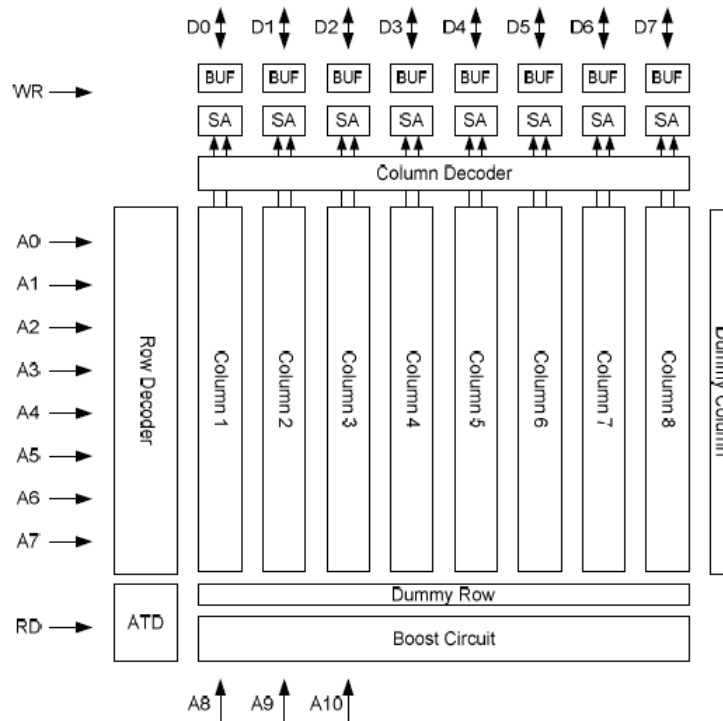 D0 D1 D2 D3 D4 D5 D6 D7
WR BUF BUF BUF BUF BUF BUF BUF BUF
SA SA SA SA SA SA SA SA
Column Decoder
A0
A1
A2
A3
A4
A5
A6
A7
Row Decoder
Column 1
Column 2
Column 3
Column 4
Column 5
Column 6
Column 7
Column 8
Dummy Column
Dummy Row
RD ATD
Boost Circuit
A8 A9 A10